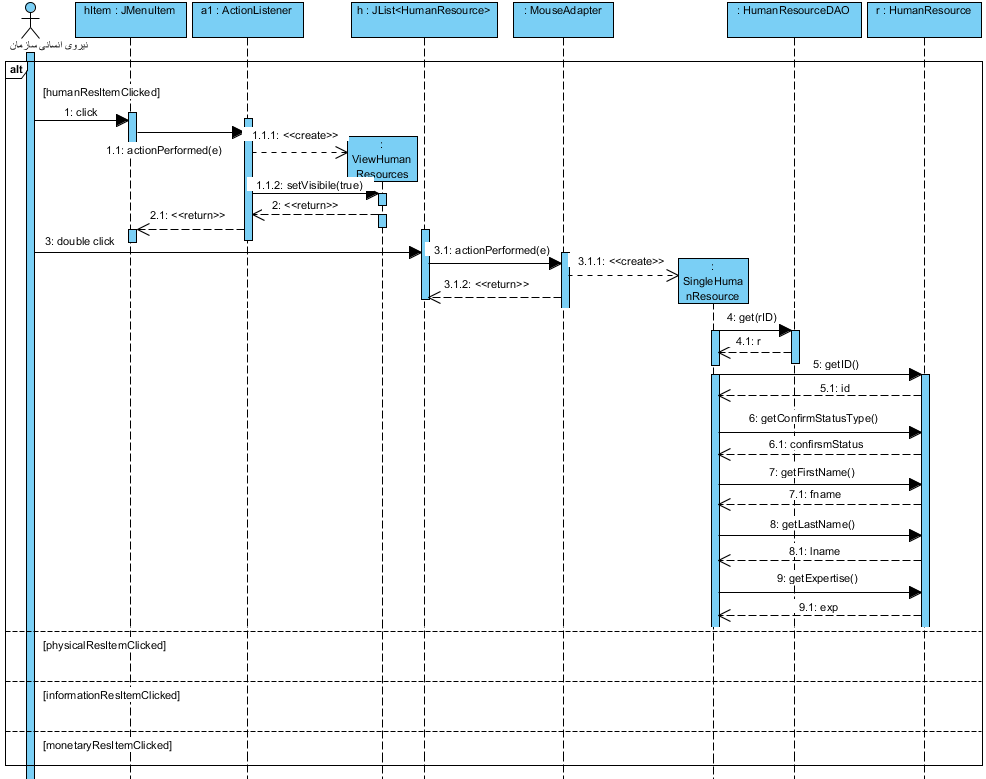 hItem : JMenuItem
a1 : ActionListener
h : JList<HumanResource>
: MouseAdapter
: HumanResourceDAO
r : HumanResource
نیروی انسانی سازمان
alt
[humanResItemClicked]
1: click
1.1: actionPerformed(e)
1.1.1: <<create>>
:
ViewHuman
Resources
1.1.2: setVisibile(true)
2: <<return>>
2.1: <<return>>
3: double click
3.1: actionPerformed(e)
3.1.1: <<create>>
:
SingleHuma
nResource
3.1.2: <<return>>
4: get(rID)
4.1: r
5: getID()
5.1: id
6: getConfirmStatusType()
6.1: confirsmStatus
7: getFirstName()
7.1: fname
8: getLastName()
8.1: lname
9: getExpertise()
9.1: exp
[physicalResItemClicked]
[informationResItemClicked]
[monetaryResItemClicked]